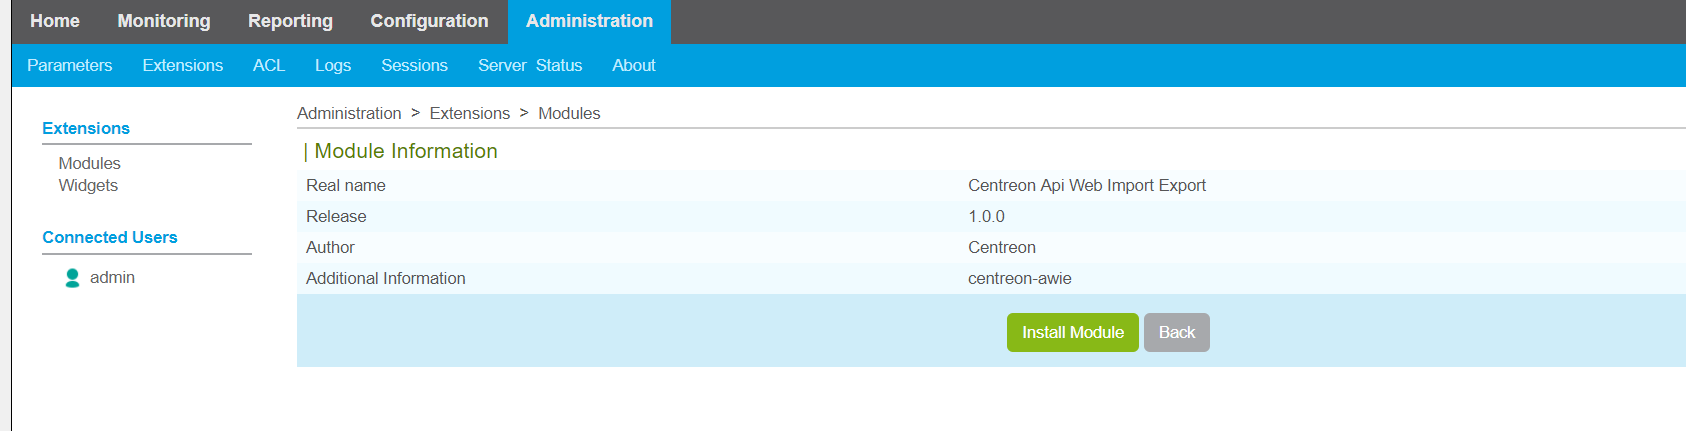 Home Monitoring Reporting Configuration Administration
Parameters Extensions ACL Logs Sessions Server Status About
Extensions
Modules
Widgets
Connected Users
admin
Administration > Extensions > Modules
| Module Information
Real name Centreon Api Web Import Export
Release 1.0.0
Author Centreon
Additional Information centreon-awie
Install Module Back